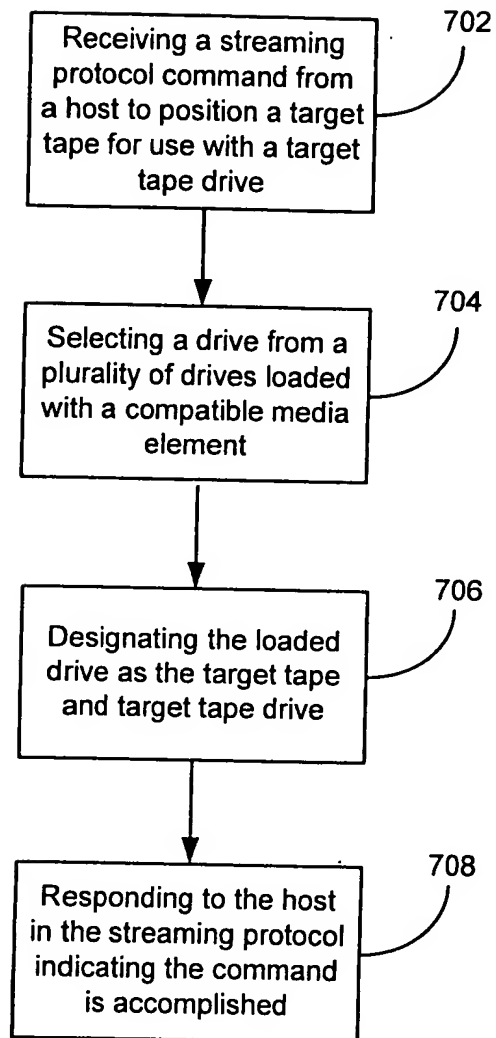 702
Receiving a streaming
protocol command from
a host to position a target
tape for use with a target
tape drive
704
Selecting a drive from a
plurality of drives loaded
with a compatible media
element
706
Designating the loaded
drive as the target tape
and target tape drive
708
Responding to the host
in the streaming protocol
indicating the command
is accomplished